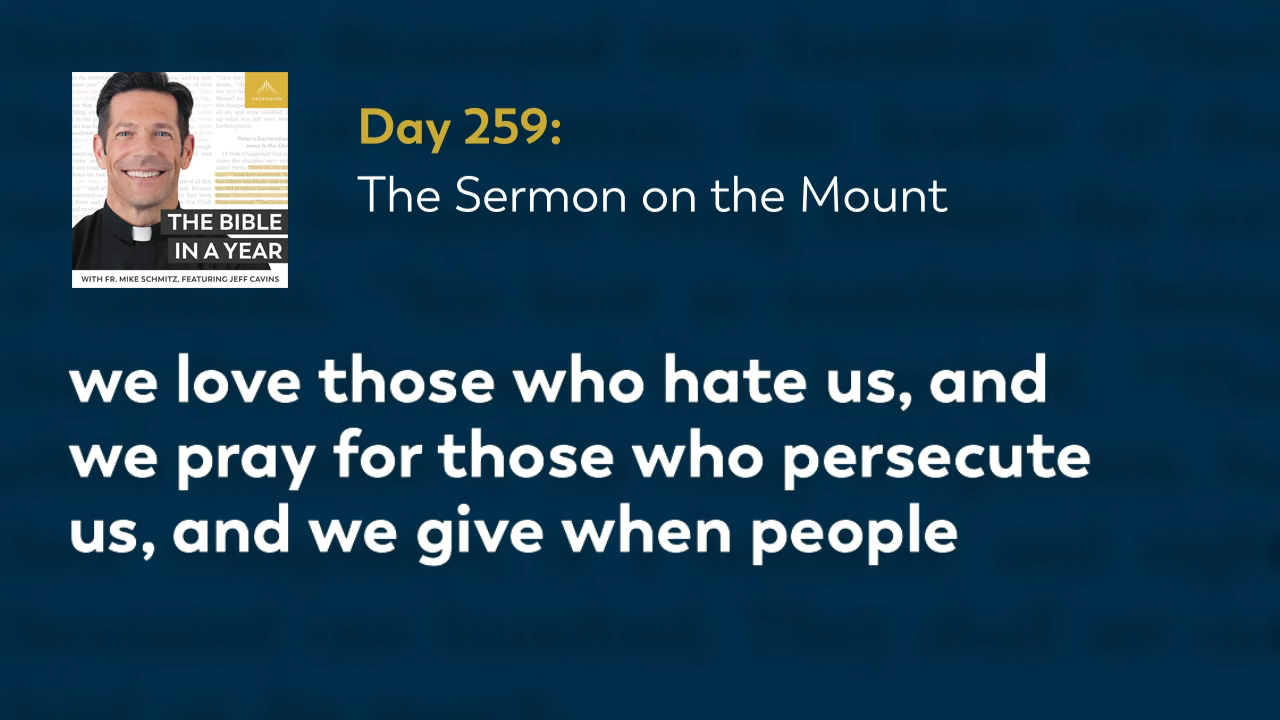 ASCENSION
THE BIBLE
IN A YEAR
WITH FR. MIKE SCHMITZ, FEATURING JEFF CAVINS
Day 259:
The Sermon on the Mount
we love those who hate us, and
we pray for those who persecute
us, and we give when people